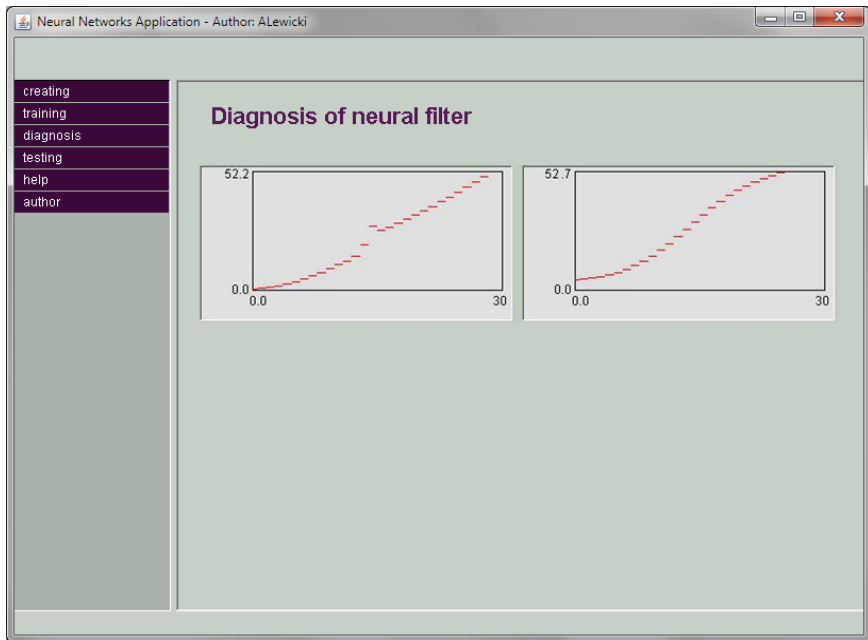 Neural Networks Application - Author: ALewicki
creating
training
diagnosis
testing
help
author
Diagnosis of neural filter
52.2
0.0
0.0 30
52.7
0.0
0.0 30